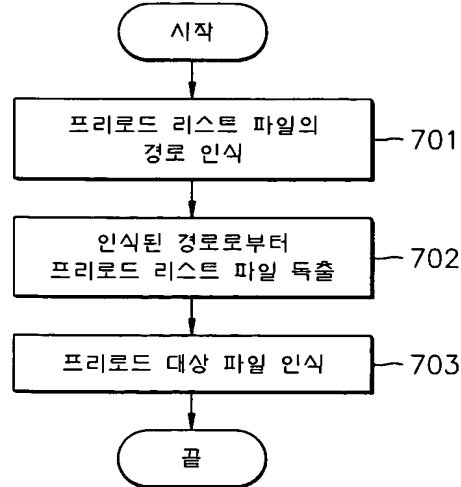 시작
프리로드 리스트 파일의
경로 인식
701
인식된 경로로부터
프리로드 리스트 파일 독출
702
프리로드 대상 파일 인식
703
끝